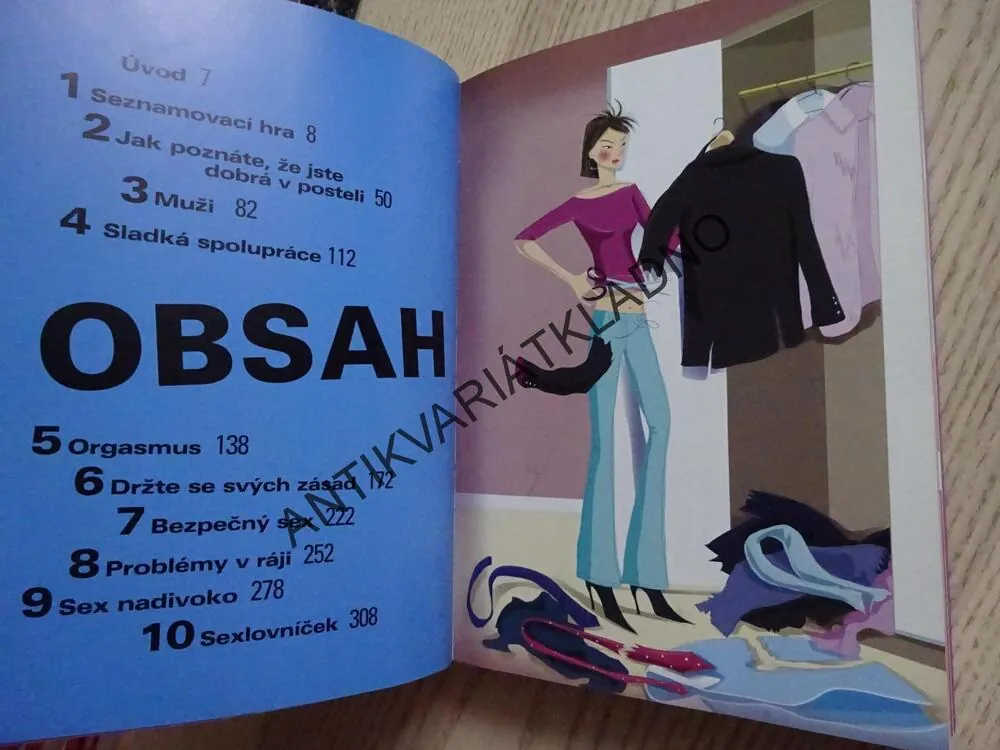 Úvod 7
1 Seznamovací hra 8
2 Jak poznáte, že jste
dobrá v posteli 50
3 Muži 82
4 Sladká spolupráce 112
OBSAH
5 Orgasmus 138
6 Držte se svých zásad 172
7 Bezpečný sex 222
8 Problémy v ráji 252
9 Sex nadivoko 278
10 Sexlovníček 308
ANTIKVARIÁTKLADNO